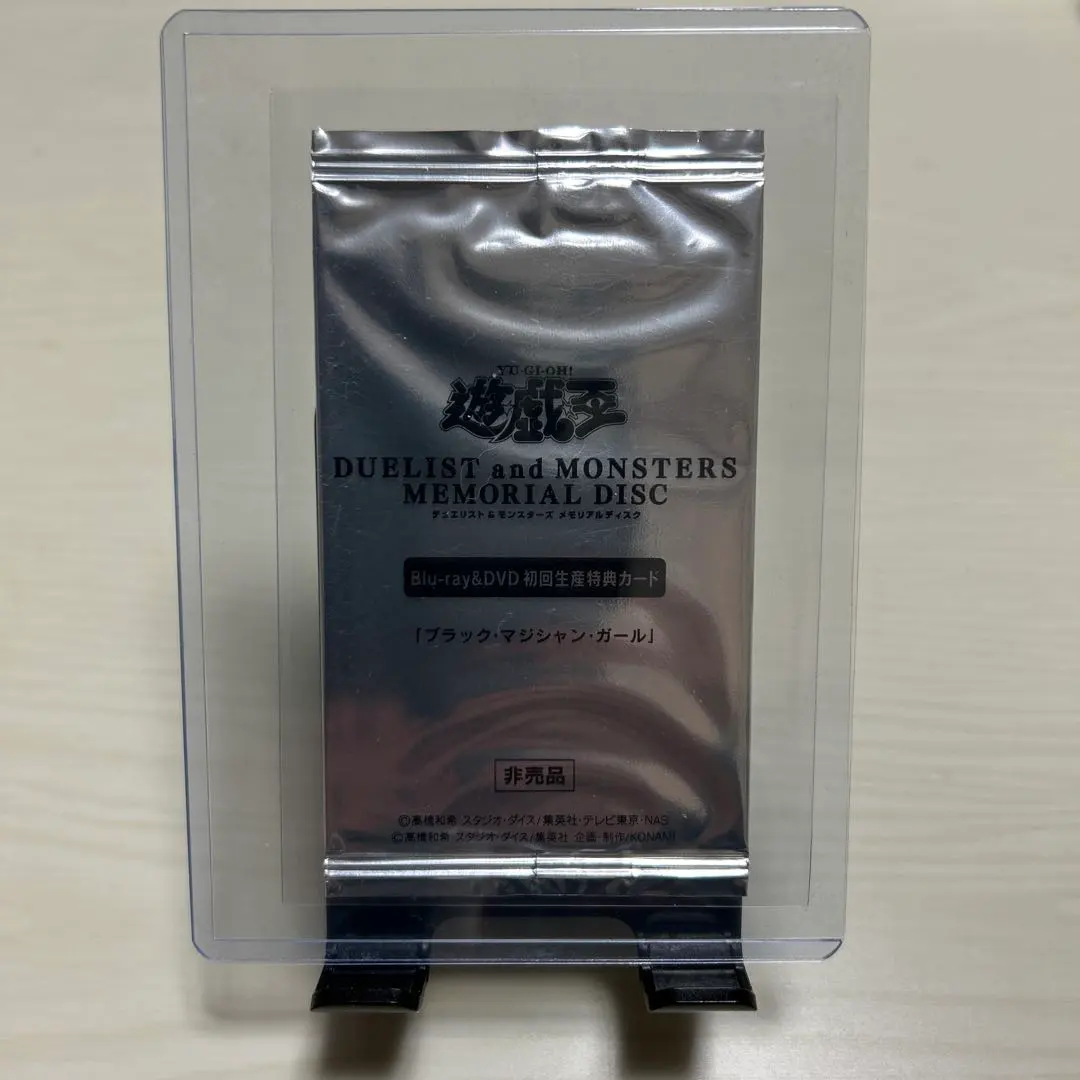 YU-GI-OH!
遊戯王
DUELIST and MONSTERS
MEMORIAL DISC
デュエリスト&モンスターズ メモリアルディスク
Blu-ray&DVD 初回生産特典カード
「ブラック・マジシャン・ガール」
非売品
©高橋和希 スタジオ・ダイス/集英社・テレビ東京・NAS
©高橋和希 スタジオ・ダイス/集英社 企画・制作/KONAMI